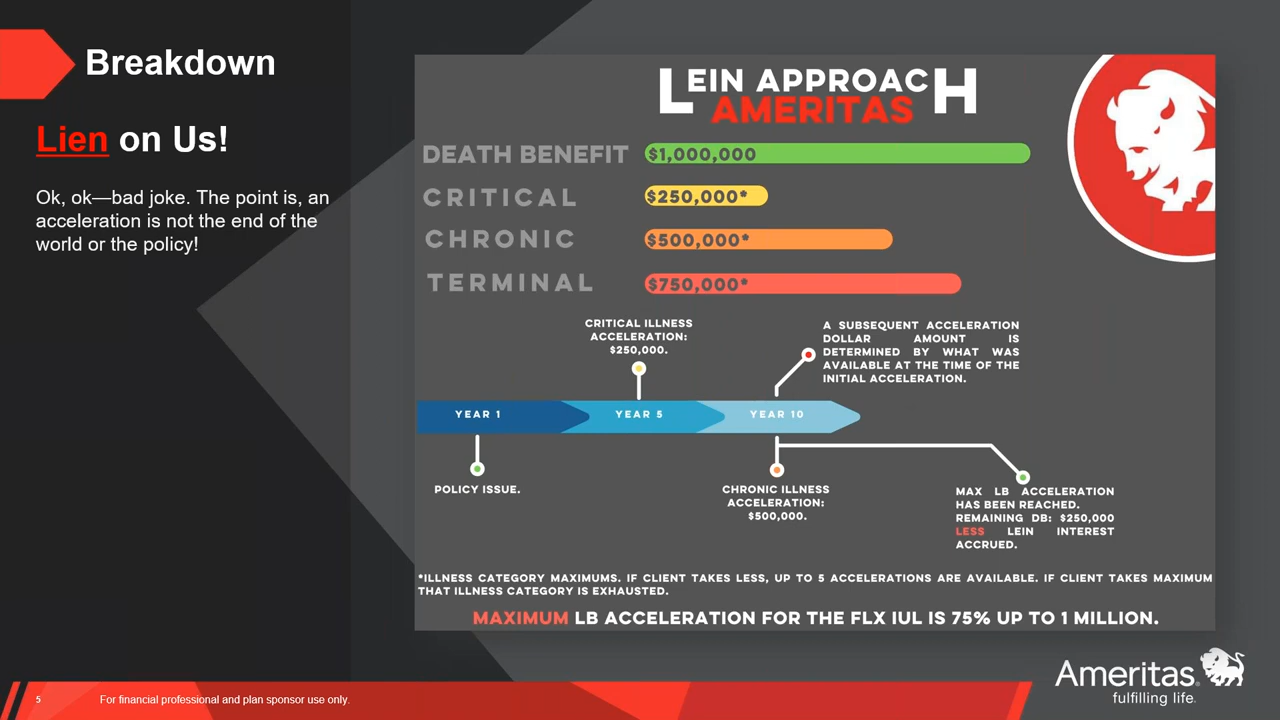 Breakdown
Lien on Us!
Ok, ok—bad joke. The point is, an
acceleration is not the end of the
world or the policy!
LEIN APPROACH
AMERITAS
DEATH BENEFIT $1,000,000
CRITICAL $250,000*
CHRONIC $500,000*
TERMINAL $750,000*
CRITICAL ILLNESS
ACCELERATION:
$250,000.
A SUBSEQUENT ACCELERATION
DOLLAR AMOUNT IS
DETERMINED BY WHAT WAS
AVAILABLE AT THE TIME OF THE
INITIAL ACCELERATION.
YEAR 1 YEAR 5 YEAR 10
POLICY ISSUE.
CHRONIC ILLNESS
ACCELERATION:
$500,000.
MAX LB ACCELERATION
HAS BEEN REACHED.
REMAINING DB: $250,000
LESS LEIN INTEREST
ACCRUED.
*ILLNESS CATEGORY MAXIMUMS. IF CLIENT TAKES LESS, UP TO 5 ACCELERATIONS ARE AVAILABLE. IF CLIENT TAKES MAXIMUM
THAT ILLNESS CATEGORY IS EXHAUSTED.
MAXIMUM LB ACCELERATION FOR THE FLX IUL IS 75% UP TO 1 MILLION.
5
For financial professional and plan sponsor use only.
Ameritas®
fulfilling life.